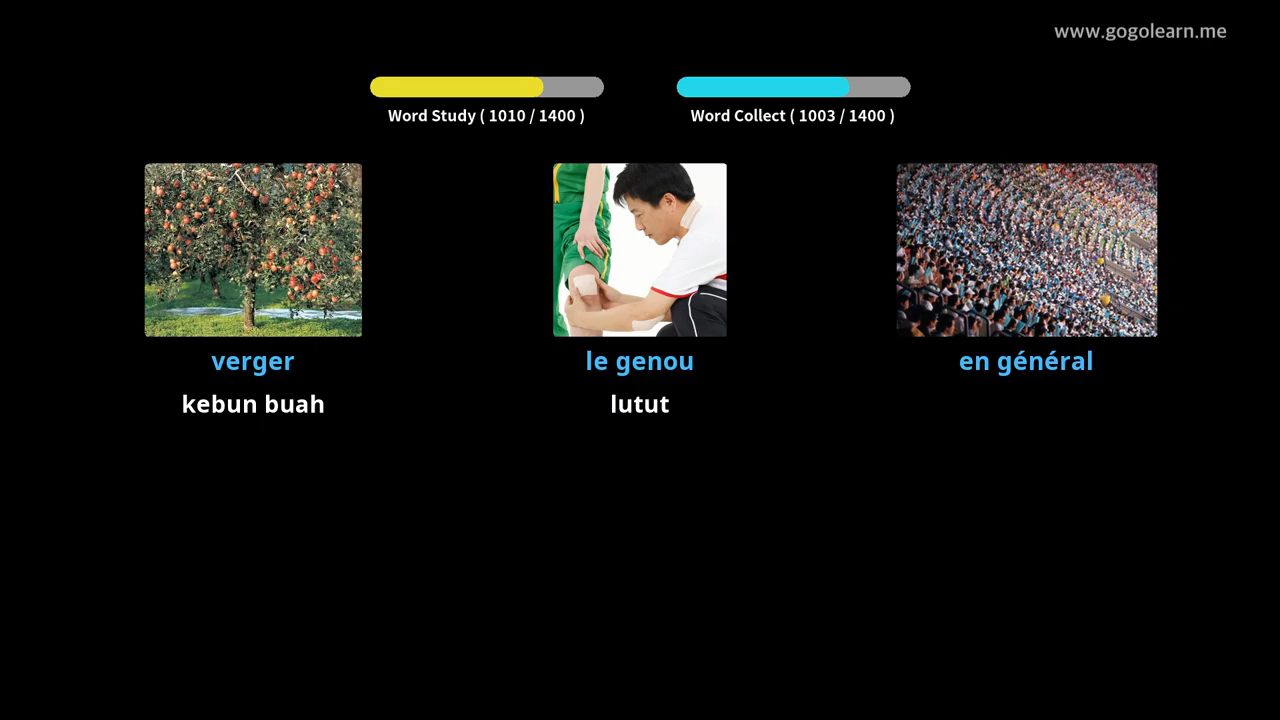 www.gogolearn.me
Word Study ( 1010 / 1400 )
Word Collect ( 1003 / 1400 )
verger
le genou
en général
kebun buah
lutut